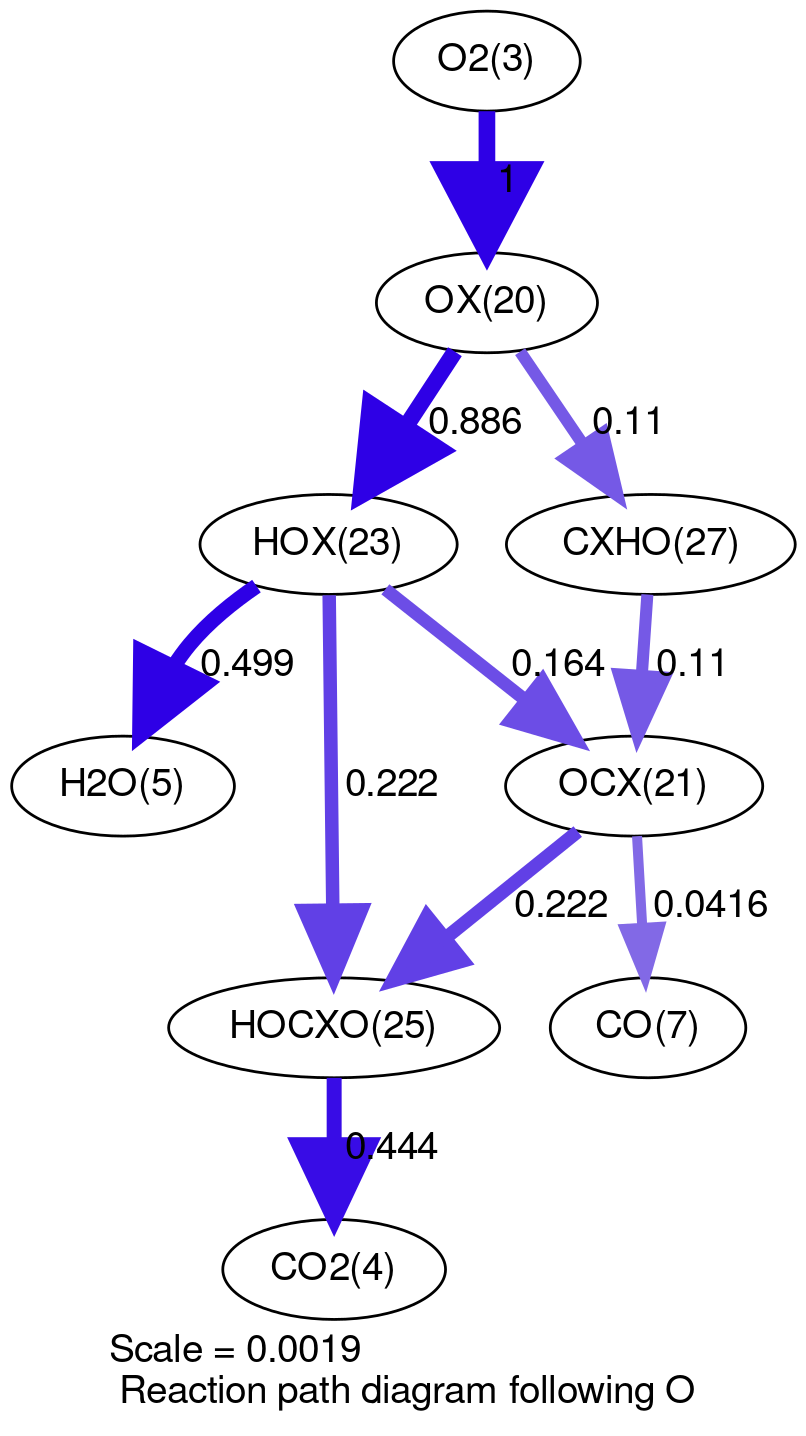 O2(3)
1
OX(20)
0.886
0.11
HOX(23)
CXHO(27)
0.499
0.164
0.11
H2O(5)
0.222
OCX(21)
0.222
0.0416
HOCXO(25)
CO(7)
0.444
CO2(4)
Scale = 0.0019
Reaction path diagram following O